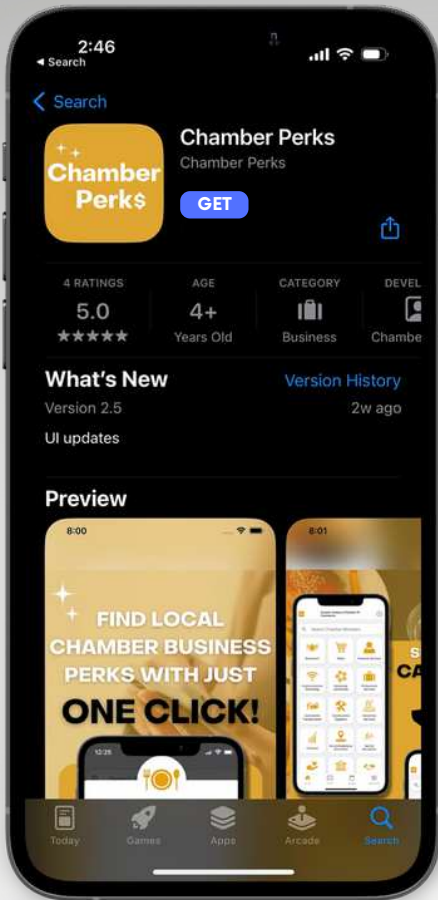 2:46
Search
Search
Chamber
Perk$
Chamber Perks
Chamber Perks
GET
4 RATINGS
AGE
CATEGORY
DEVEL
5.0
4+
Years Old
Business
Chambe
What's New
Version History
Version 2.5
2w ago
UI updates
Preview
8:00
8:01
FIND LOCAL
CHAMBER BUSINESS
PERKS WITH JUST
ONE CLICK!
12:25
S
CA
Today
Games
Apps
Arcade
Search